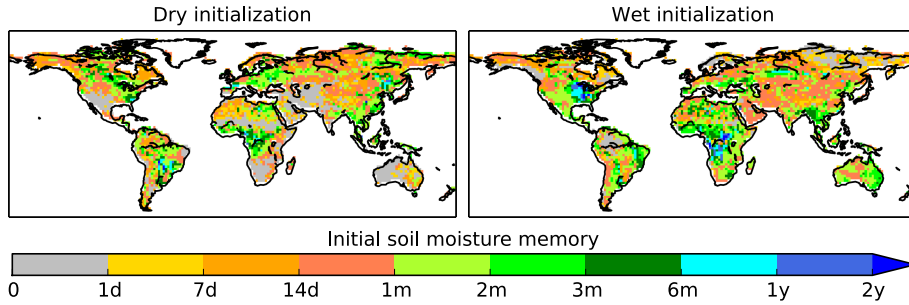 Dry initialization
Wet initialization
Initial soil moisture memory
0 1d 7d 14d 1m 2m 3m 6m 1y 2y